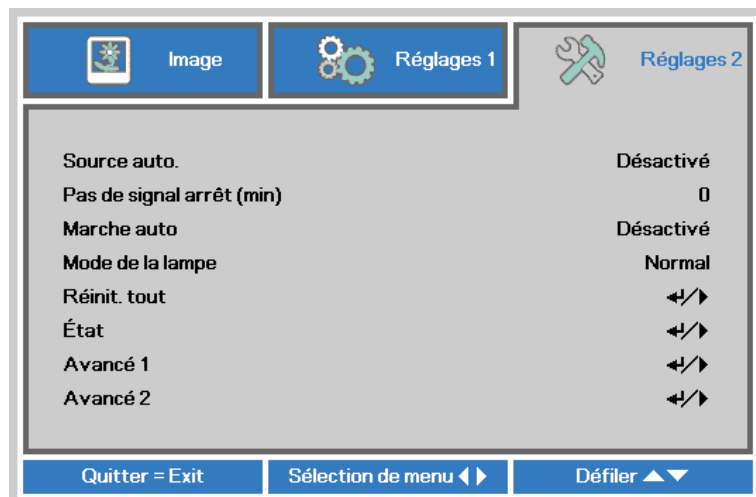 Image
Réglages 1
Réglages 2
Source auto. Désactivé
Pas de signal arrêt (min) 0
Marche auto Désactivé
Mode de la lampe Normal
Réinit. tout ↵/▶
État ↵/▶
Avancé 1 ↵/▶
Avancé 2 ↵/▶
Quitter = Exit
Sélection de menu ◀▶
Défiler ▲▼